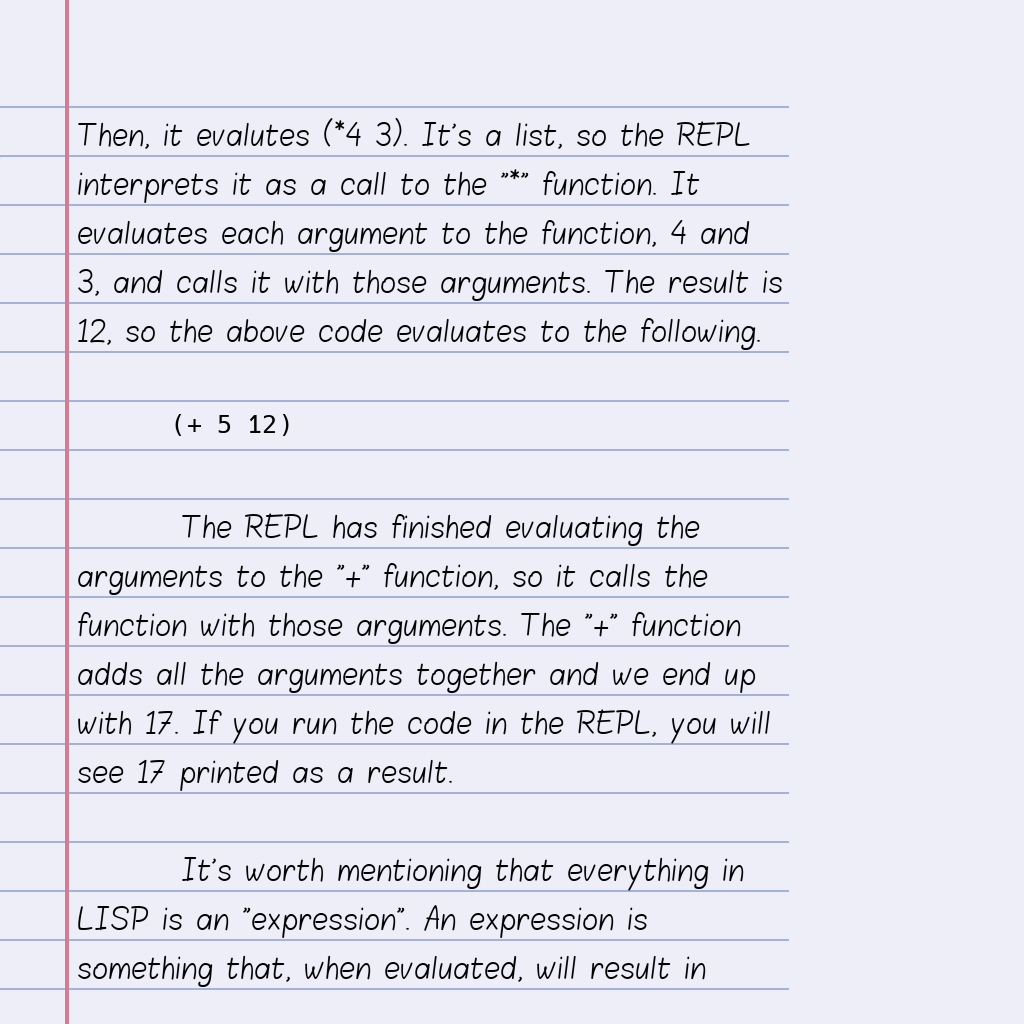 Then, it evalutes (*4 3). It's a list, so the REPL
interprets it as a call to the "*" function. It
evaluates each argument to the function, 4 and
3, and calls it with those arguments. The result is
12, so the above code evaluates to the following.
(+ 5 12)
The REPL has finished evaluating the
arguments to the "+" function, so it calls the
function with those arguments. The "+" function
adds all the arguments together and we end up
with 17. If you run the code in the REPL, you will
see 17 printed as a result.
It's worth mentioning that everything in
LISP is an "expression". An expression is
something that, when evaluated, will result in